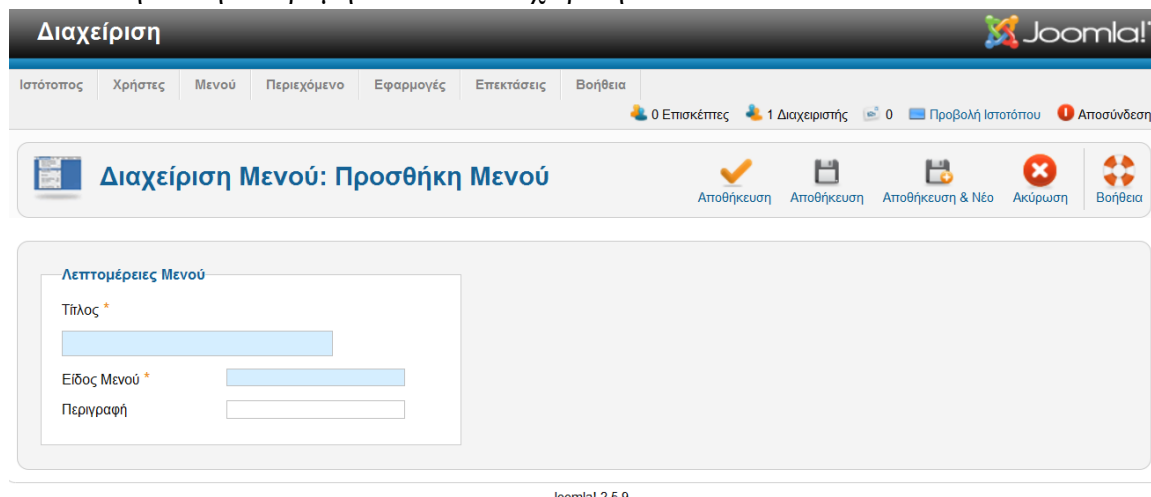 Διαχείριση Joomla!
Ιστότοπος Χρήστες Μενού Περιεχόμενο Εφαρμογές Επεκτάσεις Βοήθεια
0 Επισκέπτες 1 Διαχειριστής 0 Προβολή Ιστοτόπου Αποσύνδεση
Διαχείριση Μενού: Προσθήκη Μενού
Αποθήκευση Αποθήκευση Αποθήκευση & Νέο Ακύρωση Βοήθεια
Λεπτομέρειες Μενού
Τίτλος *
Είδος Μενού *
Περιγραφή
Joomla! 2.5.9